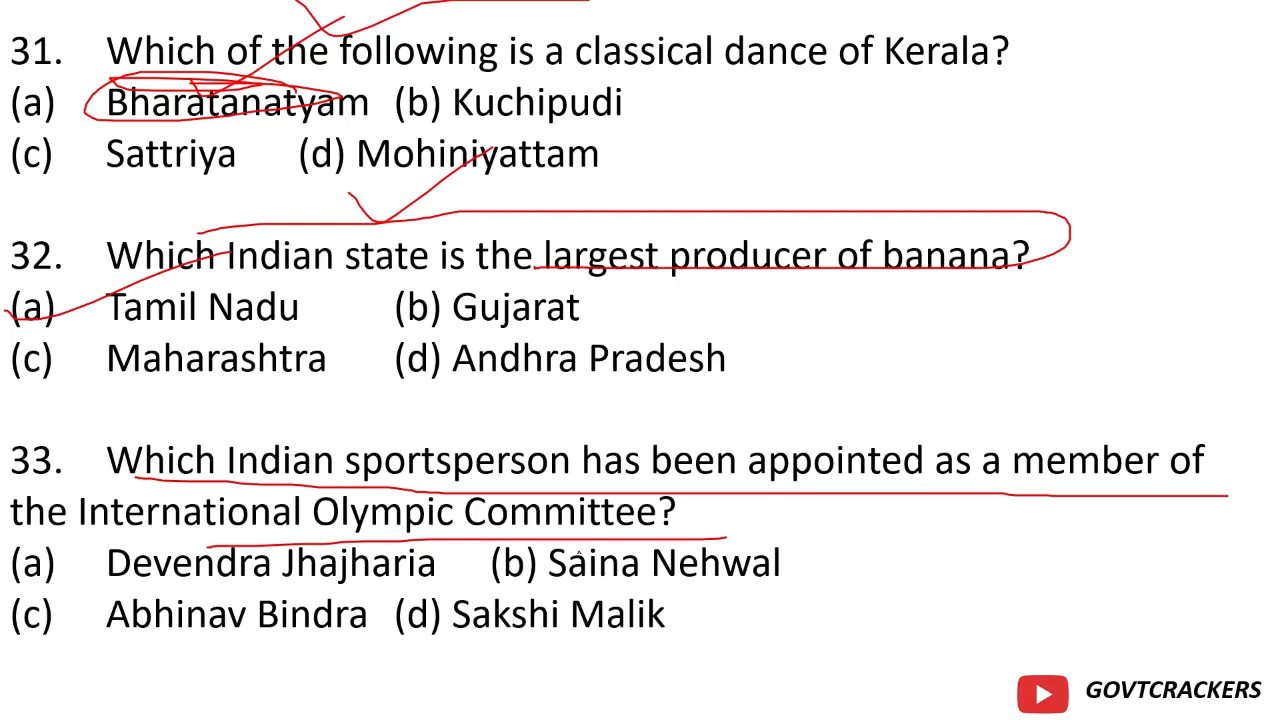 31. Which of the following is a classical dance of Kerala?
(a) Bharatanatyam (b) Kuchipudi
(c) Sattriya (d) Mohiniyattam
32. Which Indian state is the largest producer of banana?
(a) Tamil Nadu (b) Gujarat
(c) Maharashtra (d) Andhra Pradesh
33. Which Indian sportsperson has been appointed as a member of
the International Olympic Committee?
(a) Devendra Jhajharia (b) Saina Nehwal
(c) Abhinav Bindra (d) Sakshi Malik
GOVTCRACKERS